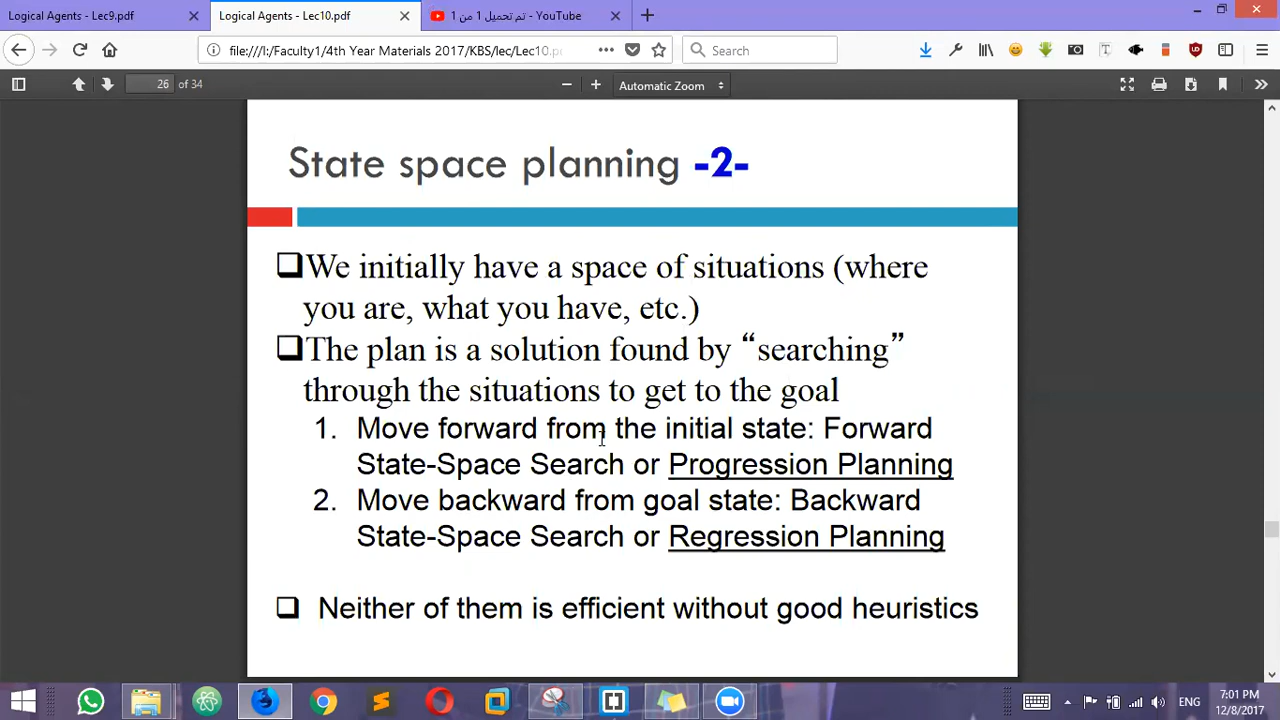 Logical Agents - Lec9.pdf
Logical Agents - Lec10.pdf
تم تحميل 1 من 1 - YouTube
file:///I:/Faculty1/4th Year Materials 2017/KBS/lec/Lec10.p
Search
26 of 34
Automatic Zoom
State space planning -2-
We initially have a space of situations (where
you are, what you have, etc.)
The plan is a solution found by “searching”
through the situations to get to the goal
1. Move forward from the initial state: Forward
State-Space Search or Progression Planning
2. Move backward from goal state: Backward
State-Space Search or Regression Planning
Neither of them is efficient without good heuristics
ENG
7:01 PM
12/8/2017